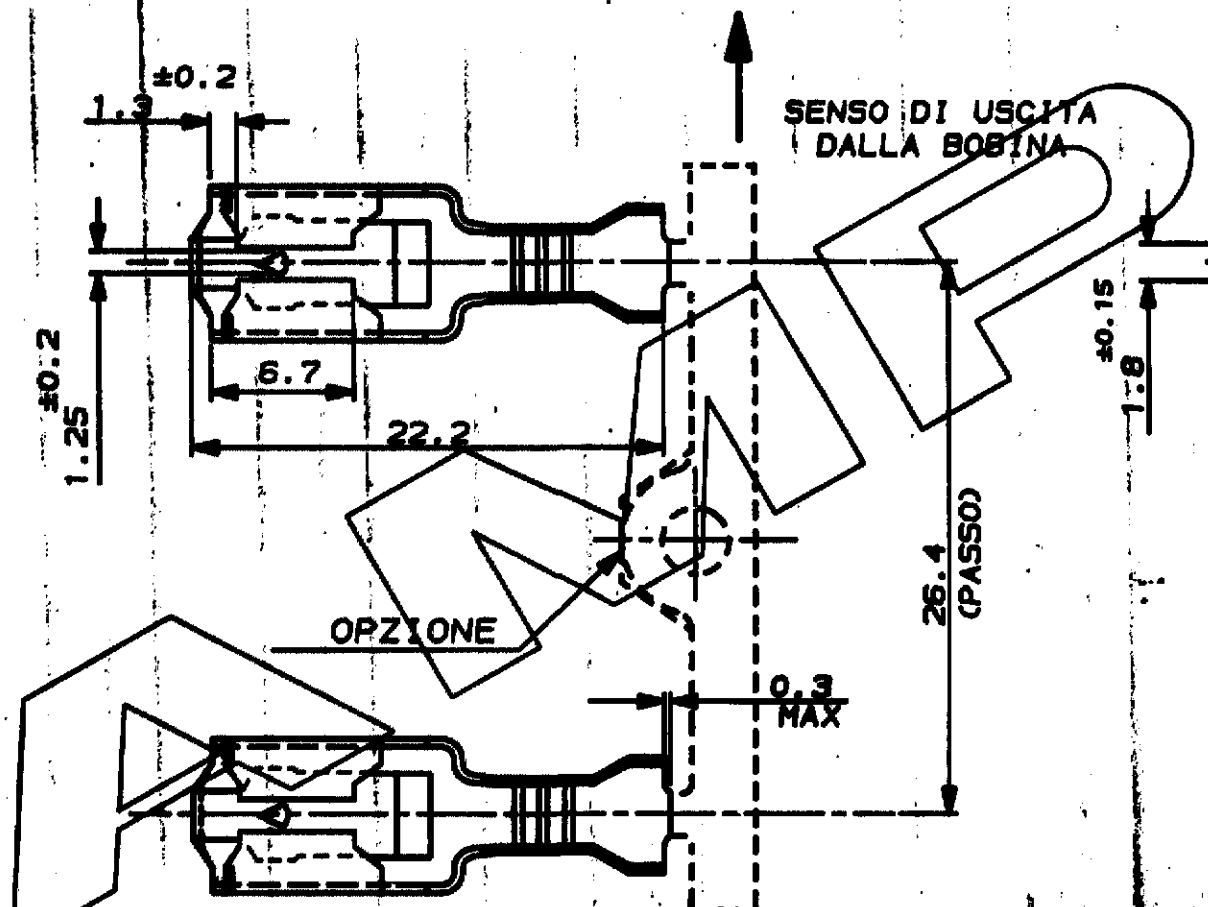 ±0.2
1.3
SENSO DI USCITA
DALLA BOBINA
±0.2
1.25
6.7
22.2
±0.15
1.8
26.4
(PASSO)
OPZIONE
0.3
MAX